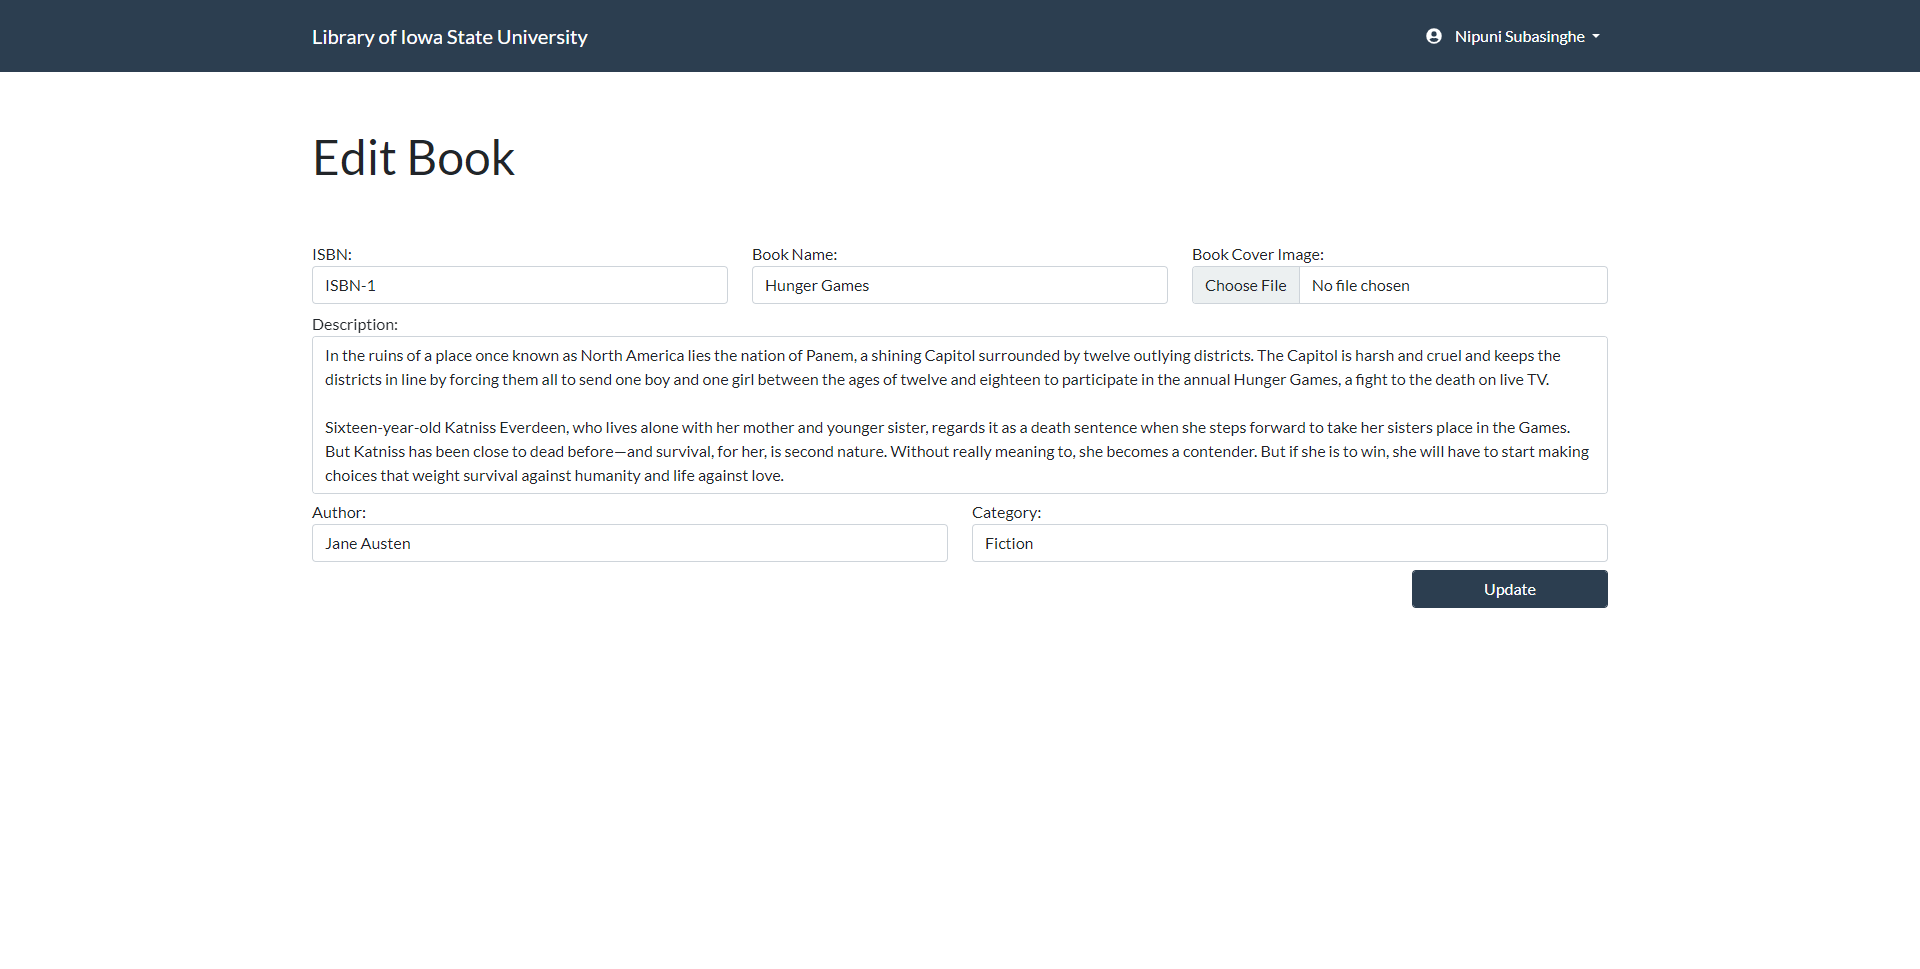 Library of Iowa State University
Nipuni Subasinghe
Edit Book
ISBN:
Book Name:
Book Cover Image:
ISBN-1
Hunger Games
Choose File
No file chosen
Description:
In the ruins of a place once known as North America lies the nation of Panem, a shining Capitol surrounded by twelve outlying districts. The Capitol is harsh and cruel and keeps the
districts in line by forcing them all to send one boy and one girl between the ages of twelve and eighteen to participate in the annual Hunger Games, a fight to the death on live TV.
Sixteen-year-old Katniss Everdeen, who lives alone with her mother and younger sister, regards it as a death sentence when she steps forward to take her sisters place in the Games.
But Katniss has been close to dead before—and survival, for her, is second nature. Without really meaning to, she becomes a contender. But if she is to win, she will have to start making
choices that weight survival against humanity and life against love.
Author:
Category:
Jane Austen
Fiction
Update